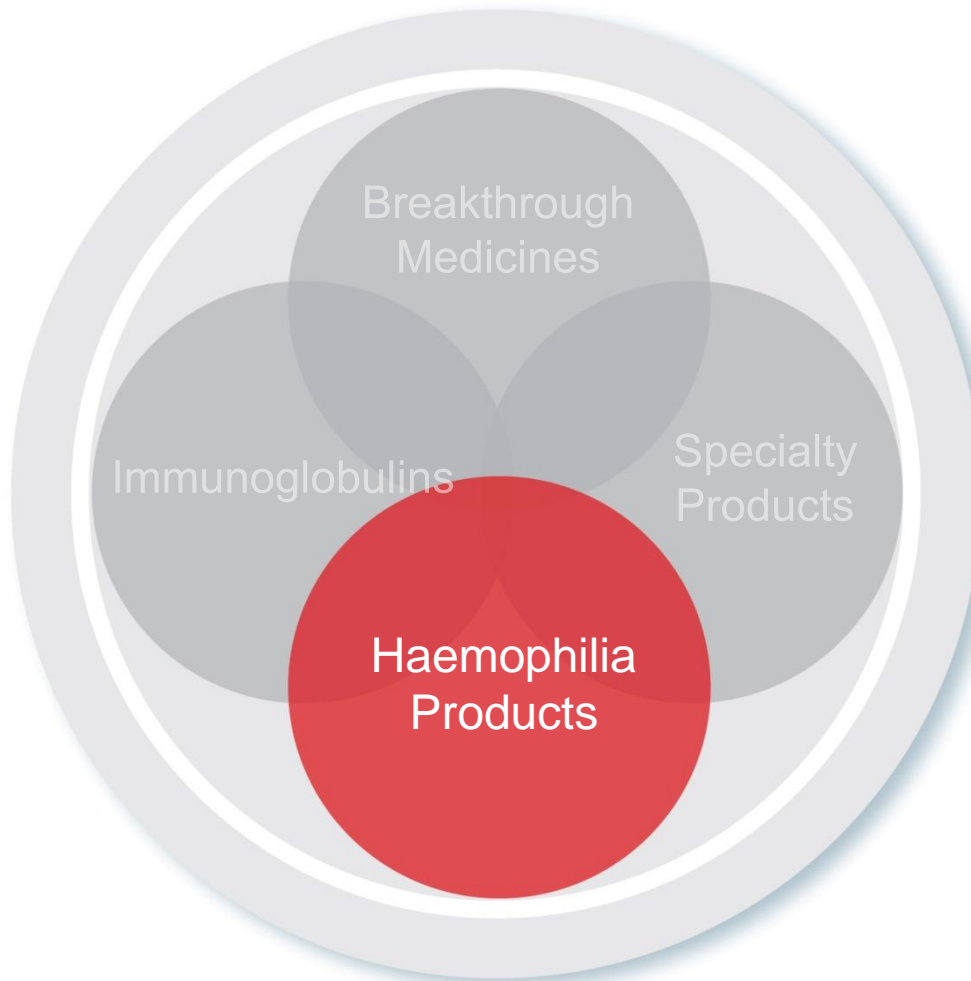 Breakthrough
Medicines
Immunoglobulins
Specialty
Products
Haemophilia
Products